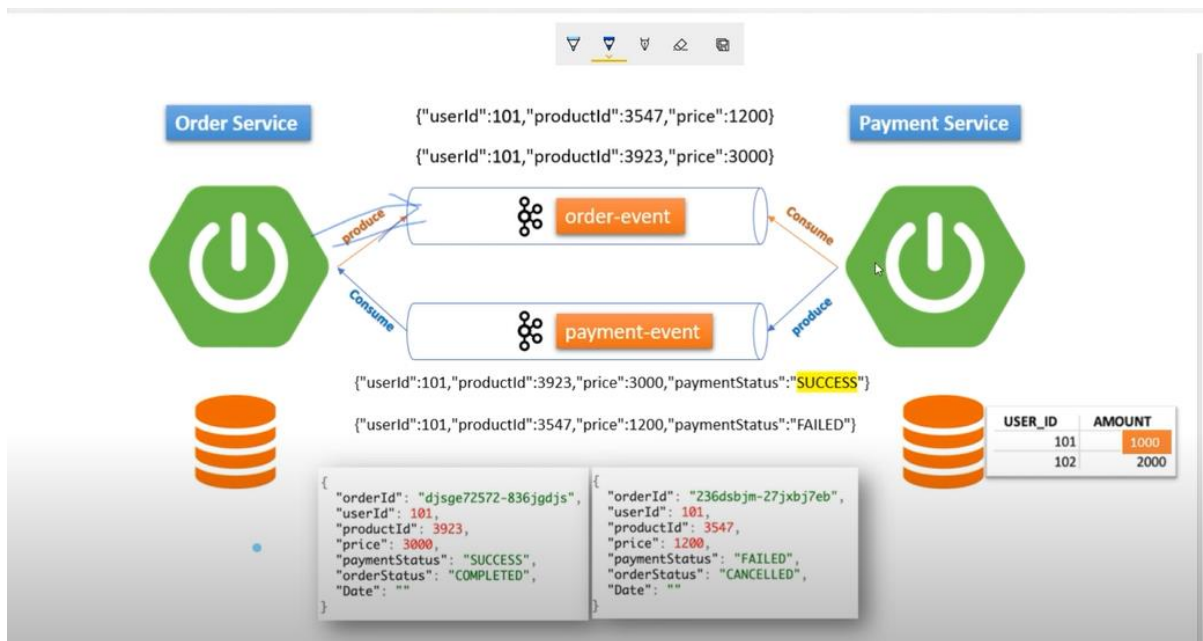 Order Service
{"userId":101,"productId":3547,"price":1200}
Payment Service
{"userId":101,"productId":3923,"price":3000}
produce
order-event
Consume
Consume
payment-event
produce
{"userId":101,"productId":3923,"price":3000,"paymentStatus":"SUCCESS"}
{"userId":101,"productId":3547,"price":1200,"paymentStatus":"FAILED"}
USER_ID AMOUNT
101 1000
102 2000
{
"orderId": "djsge72572-836jgdjs",
"userId": 101,
"productId": 3923,
"price": 3000,
"paymentStatus": "SUCCESS",
"orderStatus": "COMPLETED",
"Date": ""
}
{
"orderId": "236dsbjm-27jxbj7eb",
"userId": 101,
"productId": 3547,
"price": 1200,
"paymentStatus": "FAILED",
"orderStatus": "CANCELLED",
"Date": ""
}